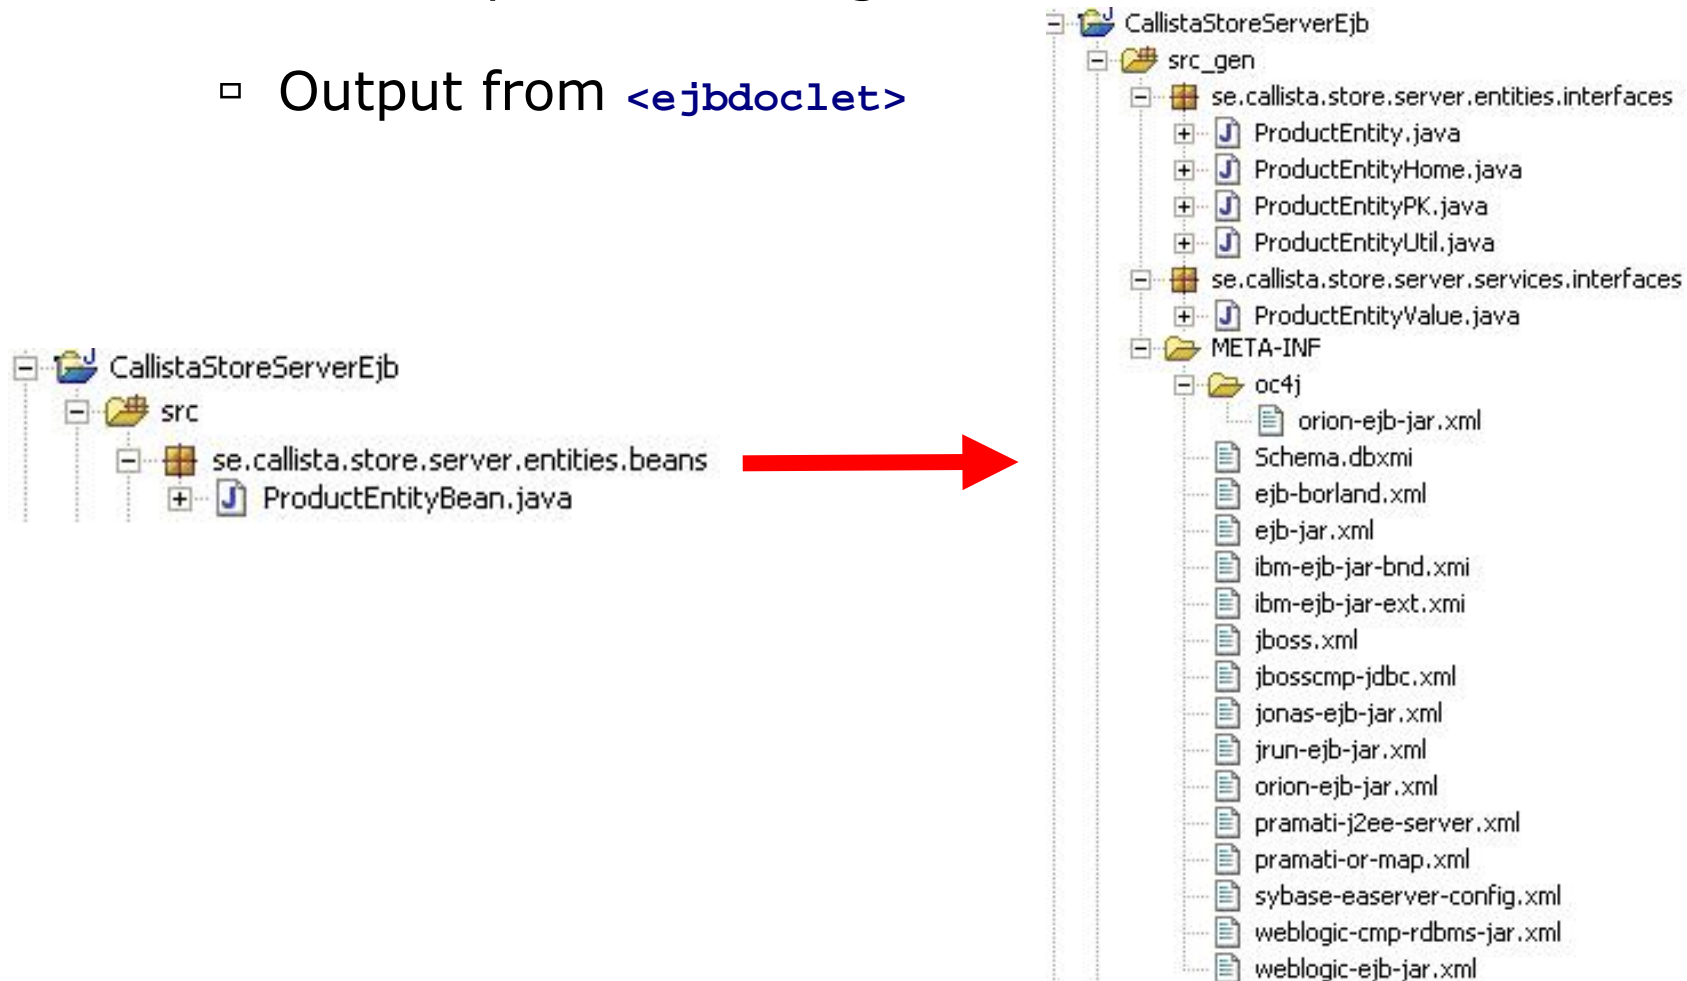 Output from <ejbdoclet>
CallistaStoreServerEjb
src
se.callista.store.server.entities.beans
ProductEntityBean.java
CallistaStoreServerEjb
src_gen
se.callista.store.server.entities.interfaces
ProductEntity.java
ProductEntityHome.java
ProductEntityPK.java
ProductEntityUtil.java
se.callista.store.server.services.interfaces
ProductEntityValue.java
META-INF
oc4j
orion-ejb-jar.xml
Schema.dbxmi
ejb-borland.xml
ejb-jar.xml
ibm-ejb-jar-bnd.xmi
ibm-ejb-jar-ext.xmi
jboss.xml
jbosscmp-jdbc.xml
jonas-ejb-jar.xml
jrun-ejb-jar.xml
orion-ejb-jar.xml
pramati-j2ee-server.xml
pramati-or-map.xml
sybase-easerver-config.xml
weblogic-cmp-rdbms-jar.xml
weblogic-ejb-jar.xml